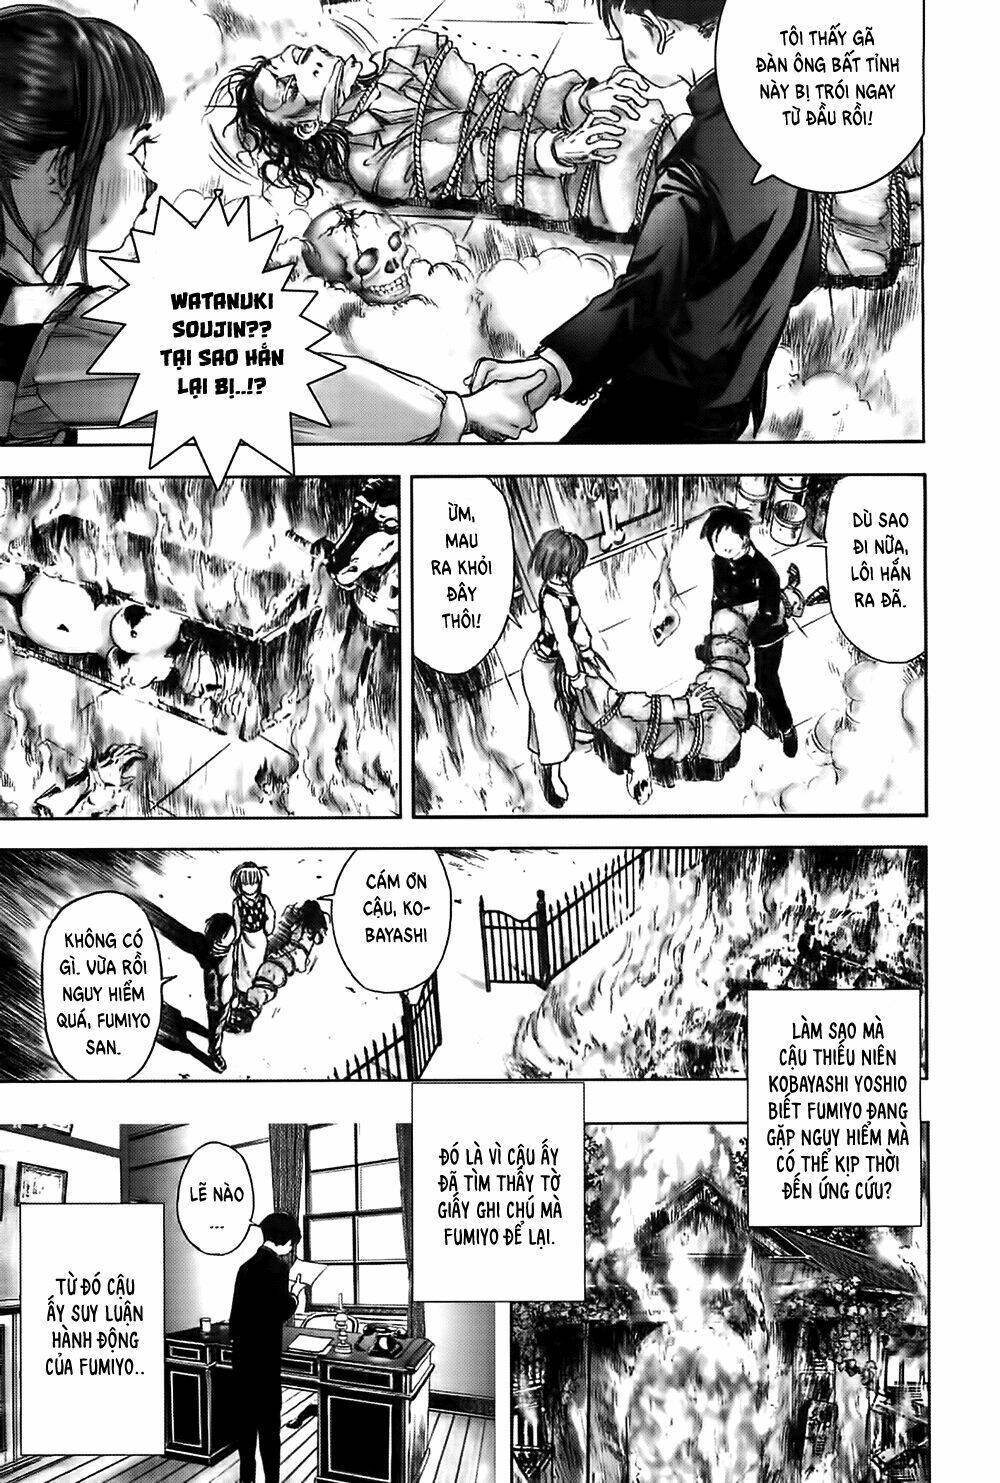 TÔI THẤY GÃ
ĐÀN ÔNG BẤT TỈNH
NÀY BỊ TRÓI NGAY
TỪ ĐẦU RỒI!
WATANUKI
SOUJIN??
TẠI SAO HẮN
LẠI BỊ..!?
DÙ SAO
ĐI NỮA,
LÔI HẮN
RA ĐÃ.
ỪM,
MAU
RA KHỎI
ĐÂY
THÔI!
CÁM ƠN
CẬU, KO-
BAYASHI
KHÔNG CÓ
GÌ. VỪA RỒI
NGUY HIỂM
QUÁ, FUMIYO
SAN.
LÀM SAO MÀ
CẬU THIẾU NIÊN
KOBAYASHI YOSHIO
BIẾT FUMIYO ĐANG
GẶP NGUY HIỂM MÀ
CÓ THỂ KỊP THỜI
ĐẾN ỨNG CỨU?
ĐÓ LÀ VÌ CẬU ẤY
ĐÃ TÌM THẤY TỜ
GIẤY GHI CHÚ MÀ
FUMIYO ĐỂ LẠI.
LẼ NÀO
...
TỪ ĐÓ CẬU
ẤY SUY LUẬN
HÀNH ĐỘNG
CỦA FUMIYO..